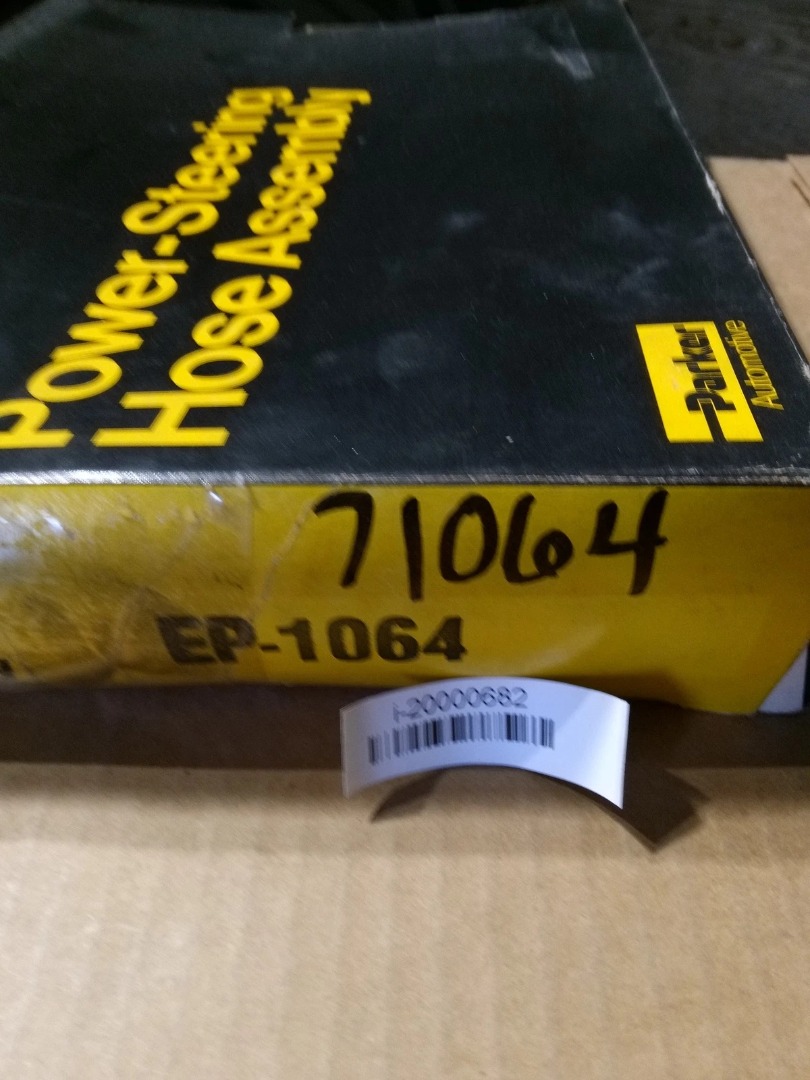 Power-Steering
Hose Assembly
Parker
Automotive
71064
EP-1064
i-20000682